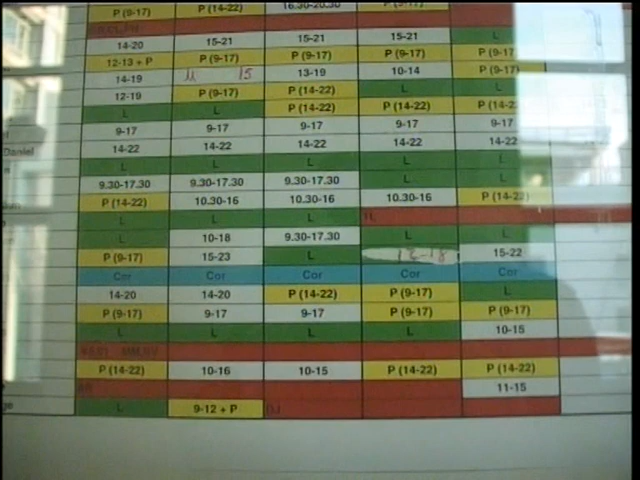 P (9-17) P (14-22) 16.30-20.30
14-20 15-21 15-21 15-21 L
12-13 + P P (9-17) P (9-17) P (9-17) P (9-17
14-19 15 13-19 10-14 P (9-17
12-19 P (9-17) P (14-22) L L
L L P (14-22) P (14-22) P (14-2
9-17 9-17 9-17 9-17 9-17
Daniel 14-22 14-22 14-22 14-22 14-22
L L L L L
9.30-17.30 9.30-17.30 9.30-17.30 L L
P (14-22) 10.30-16 10.30-16 10.30-16 P (14-22)
L L L
L 10-18 9.30-17.30 L L
P (9-17) 15-23 L 15-22
Cor Cor Cor Cor Cor
14-20 14-20 P (14-22) P (9-17) L
P (9-17) 9-17 9-17 P (9-17) P (9-17)
L L L L 10-15
P (14-22) 10-16 10-15 P (14-22) P (14-22)
11-15
L 9-12 + P